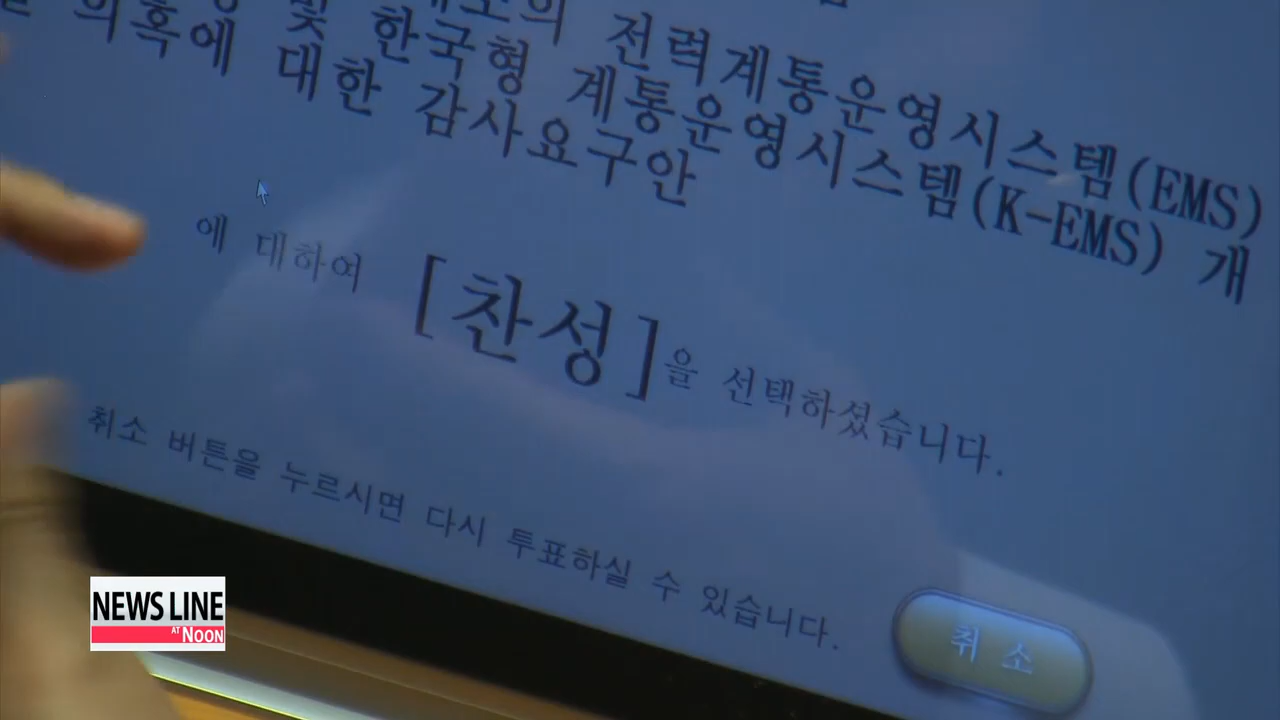 전력계통운영시스템(EMS)
및 한국형 계통운영시스템(K-EMS) 개
의혹에 대한 감사요구안
에 대하여 [찬성]을 선택하셨습니다.
취소 버튼을 누르시면 다시 투표하실 수 있습니다.
취 소
NEWS LINE
AT NOON